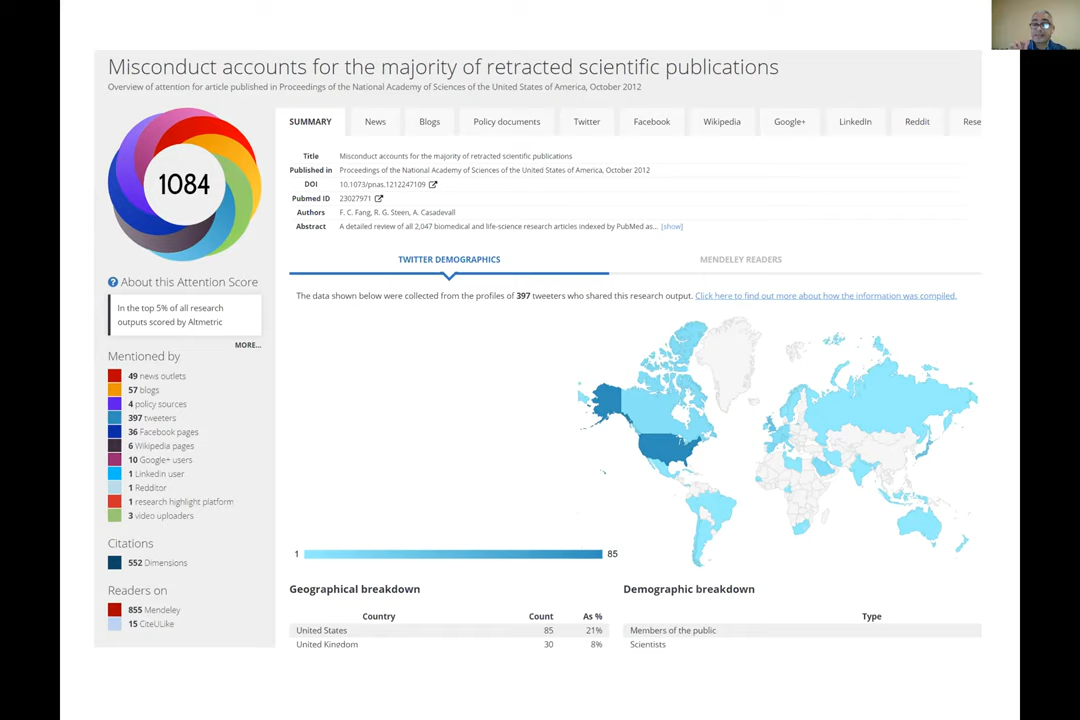 Misconduct accounts for the majority of retracted scientific publications
Overview of attention for article published in Proceedings of the National Academy of Sciences of the United States of America, October 2012
1084
SUMMARY News Blogs Policy documents Twitter Facebook Wikipedia Google+ LinkedIn Reddit Rese
Title Misconduct accounts for the majority of retracted scientific publications
Published in Proceedings of the National Academy of Sciences of the United States of America, October 2012
DOI 10.1073/pnas.1212247109
Pubmed ID 23027971
Authors F. C. Fang, R. G. Steen, A. Casadevall
Abstract A detailed review of all 2,047 biomedical and life-science research articles indexed by PubMed as... [show]
? About this Attention Score
In the top 5% of all research
outputs scored by Altmetric
MORE...
Mentioned by
49 news outlets
57 blogs
4 policy sources
397 tweeters
36 Facebook pages
6 Wikipedia pages
10 Google+ users
1 LinkedIn user
1 Redditor
1 research highlight platform
3 video uploaders
Citations
552 Dimensions
Readers on
855 Mendeley
15 CiteULike
TWITTER DEMOGRAPHICS MENDELEY READERS
The data shown below were collected from the profiles of 397 tweeters who shared this research output. Click here to find out more about how the information was compiled.
1 85
Geographical breakdown
Country Count As %
United States 85 21%
United Kingdom 30 8%
Demographic breakdown
Type
Members of the public
Scientists